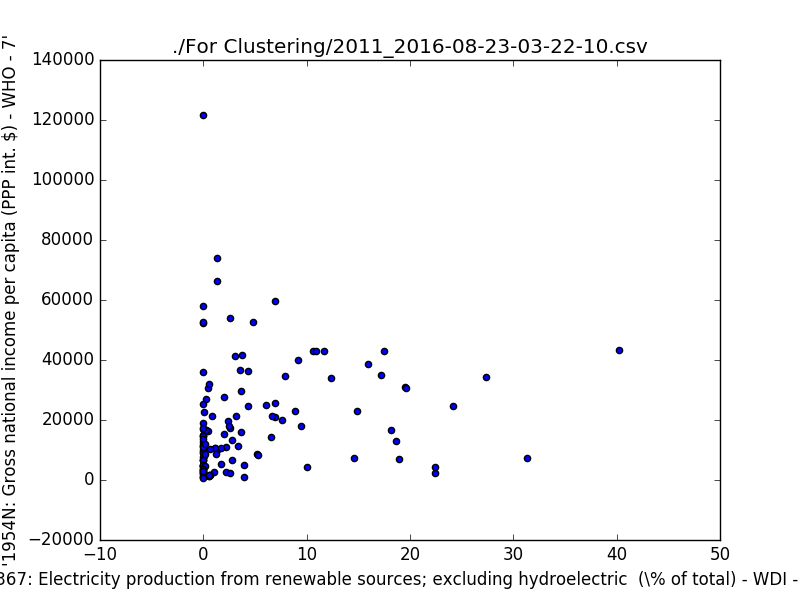 ./For Clustering/2011_2016-08-23-03-22-10.csv
'1954N: Gross national income per capita (PPP int. $) - WHO - 7'
140000
120000
100000
80000
60000
40000
20000
0
−20000
−10 0 10 20 30 40 50
367: Electricity production from renewable sources; excluding hydroelectric (\% of total) - WDI -